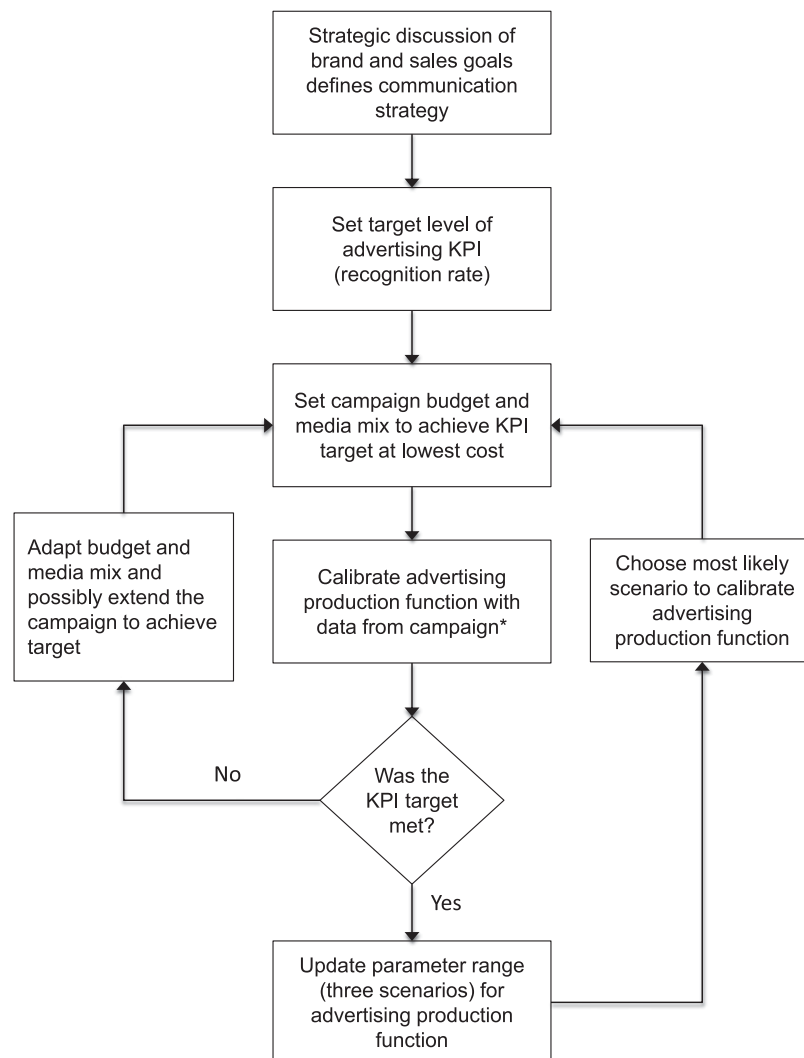 Strategic discussion of
brand and sales goals
defines communication
strategy
Set target level of
advertising KPI
(recognition rate)
Set campaign budget and
media mix to achieve KPI
target at lowest cost
Adapt budget and
media mix and
possibly extend the
campaign to achieve
target
Calibrate advertising
production function with
data from campaign*
Choose most likely
scenario to calibrate
advertising
production function
No
Was the
KPI target
met?
Yes
Update parameter range
(three scenarios) for
advertising production
function